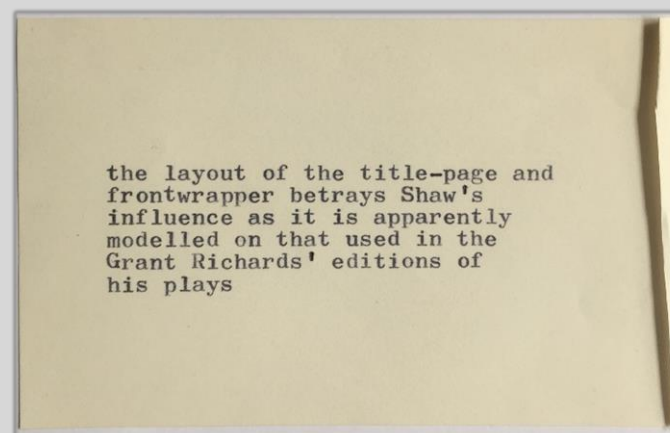 the layout of the title-page and
frontwrapper betrays Shaw's
influence as it is apparently
modelled on that used in the
Grant Richards' editions of
his plays